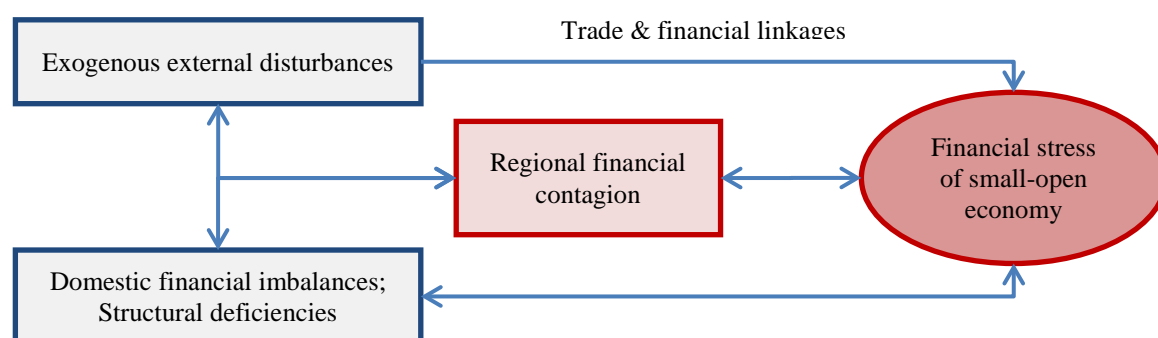 Trade & financial linkages
Exogenous external disturbances
Regional financial
contagion
Financial stress
of small-open
economy
Domestic financial imbalances;
Structural deficiencies